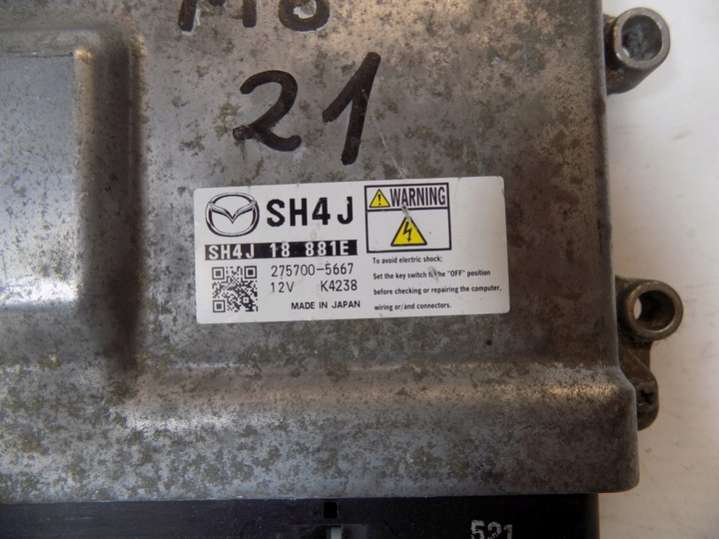 M6
21
SH4J
SH4J 18 881E
275700-5667
12V K4238
MADE IN JAPAN
WARNING
To avoid electric shock:
Set the key switch to the "OFF" position
before checking or repairing the computer,
wiring or/and connectors.
521